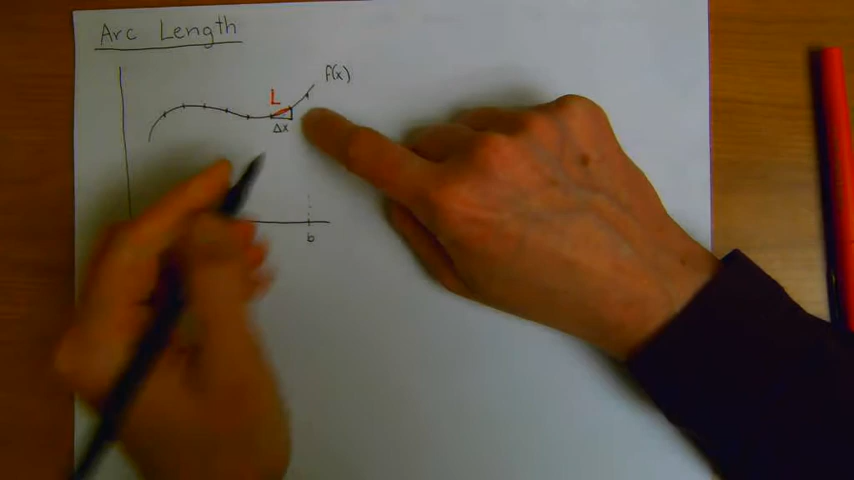 Arc Length
f(x)
L
Δx
b